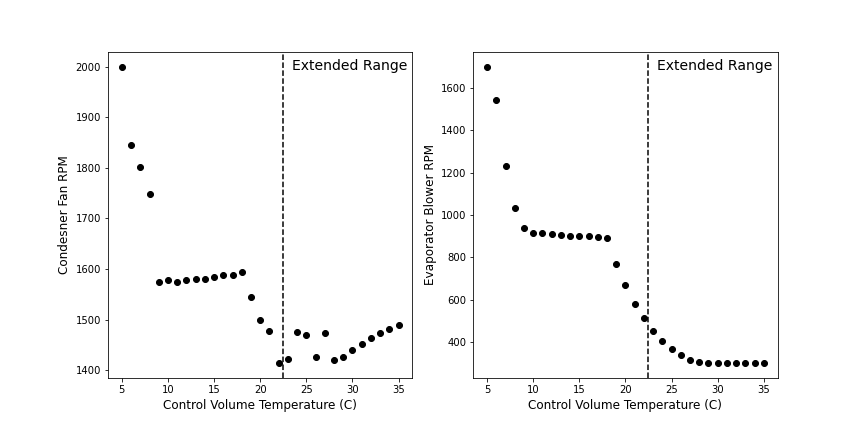 Extended Range
2000
1900
1800
1700
1600
1500
1400
Condesner Fan RPM
5 10 15 20 25 30 35
Control Volume Temperature (C)
Extended Range
1600
1400
1200
1000
800
600
400
Evaporator Blower RPM
5 10 15 20 25 30 35
Control Volume Temperature (C)